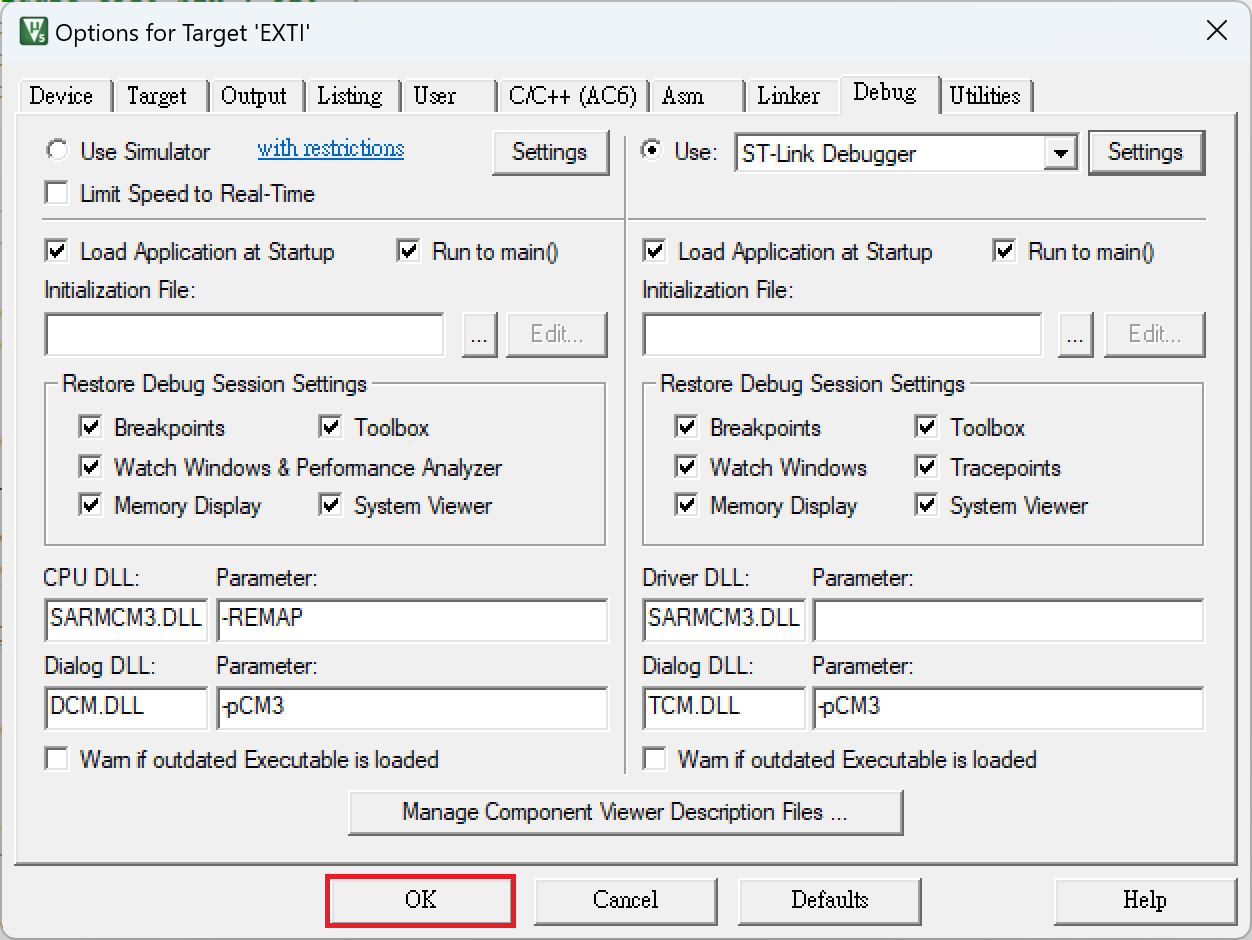 Options for Target 'EXTI'
Device Target Output Listing User C/C++ (AC6) Asm Linker Debug Utilities
Use Simulator with restrictions Settings Use: ST-Link Debugger Settings
Limit Speed to Real-Time
Load Application at Startup Run to main() Load Application at Startup Run to main()
Initialization File: Initialization File:
... Edit... ... Edit...
Restore Debug Session Settings Restore Debug Session Settings
Breakpoints Toolbox Breakpoints Toolbox
Watch Windows & Performance Analyzer Watch Windows Tracepoints
Memory Display System Viewer Memory Display System Viewer
CPU DLL: Parameter: Driver DLL: Parameter:
SARMCM3.DLL -REMAP SARMCM3.DLL
Dialog DLL: Parameter: Dialog DLL: Parameter:
DCM.DLL -pCM3 TCM.DLL -pCM3
Warn if outdated Executable is loaded Warn if outdated Executable is loaded
Manage Component Viewer Description Files ...
OK Cancel Defaults Help